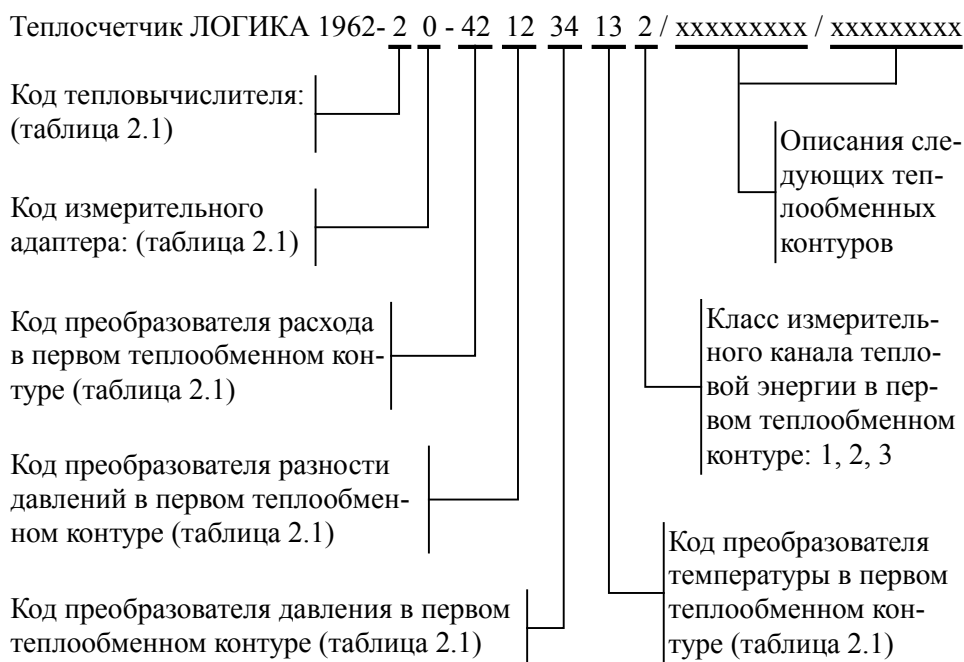 Теплосчетчик ЛОГИКА 1962- 2 0 - 42 12 34 13 2 / xxxxxxxxx / xxxxxxxxx
Код тепловычислителя:
(таблица 2.1)
Описания сле-
дующих теп-
лообменных
контуров
Код измерительного
адаптера: (таблица 2.1)
Код преобразователя расхода
в первом теплообменном кон-
туре (таблица 2.1)
Класс измеритель-
ного канала тепло-
вой энергии в пер-
вом теплообменном
контуре: 1, 2, 3
Код преобразователя разности
давлений в первом теплообмен-
ном контуре (таблица 2.1)
Код преобразователя
температуры в первом
теплообменном кон-
туре (таблица 2.1)
Код преобразователя давления в первом
теплообменном контуре (таблица 2.1)